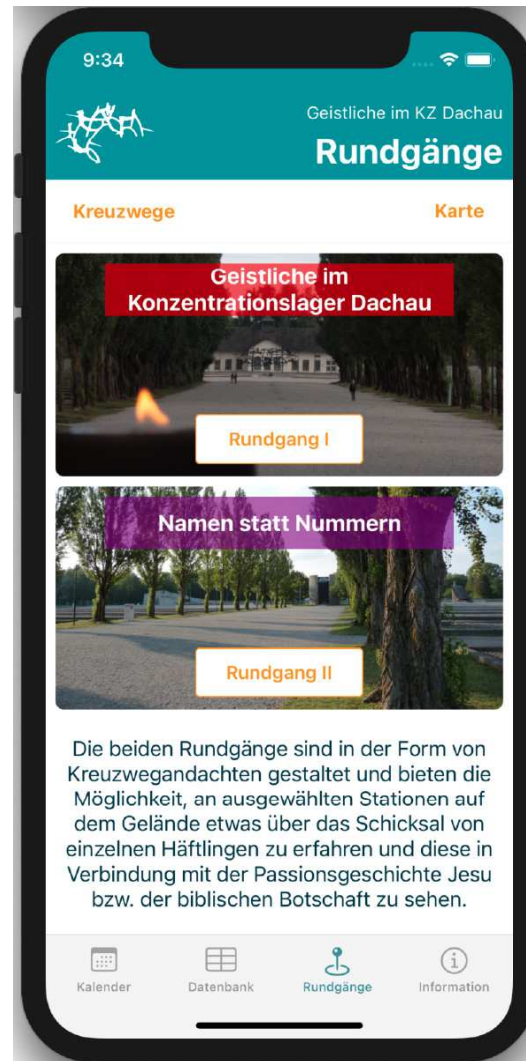 9:34
Geistliche im KZ Dachau
Rundgänge
Kreuzwege
Karte
Geistliche im
Konzentrationslager Dachau
Rundgang I
Namen statt Nummern
Rundgang II
Die beiden Rundgänge sind in der Form von
Kreuzwegandachten gestaltet und bieten die
Möglichkeit, an ausgewählten Stationen auf
dem Gelände etwas über das Schicksal von
einzelnen Häftlingen zu erfahren und diese in
Verbindung mit der Passionsgeschichte Jesu
bzw. der biblischen Botschaft zu sehen.
Kalender
Datenbank
Rundgänge
Information